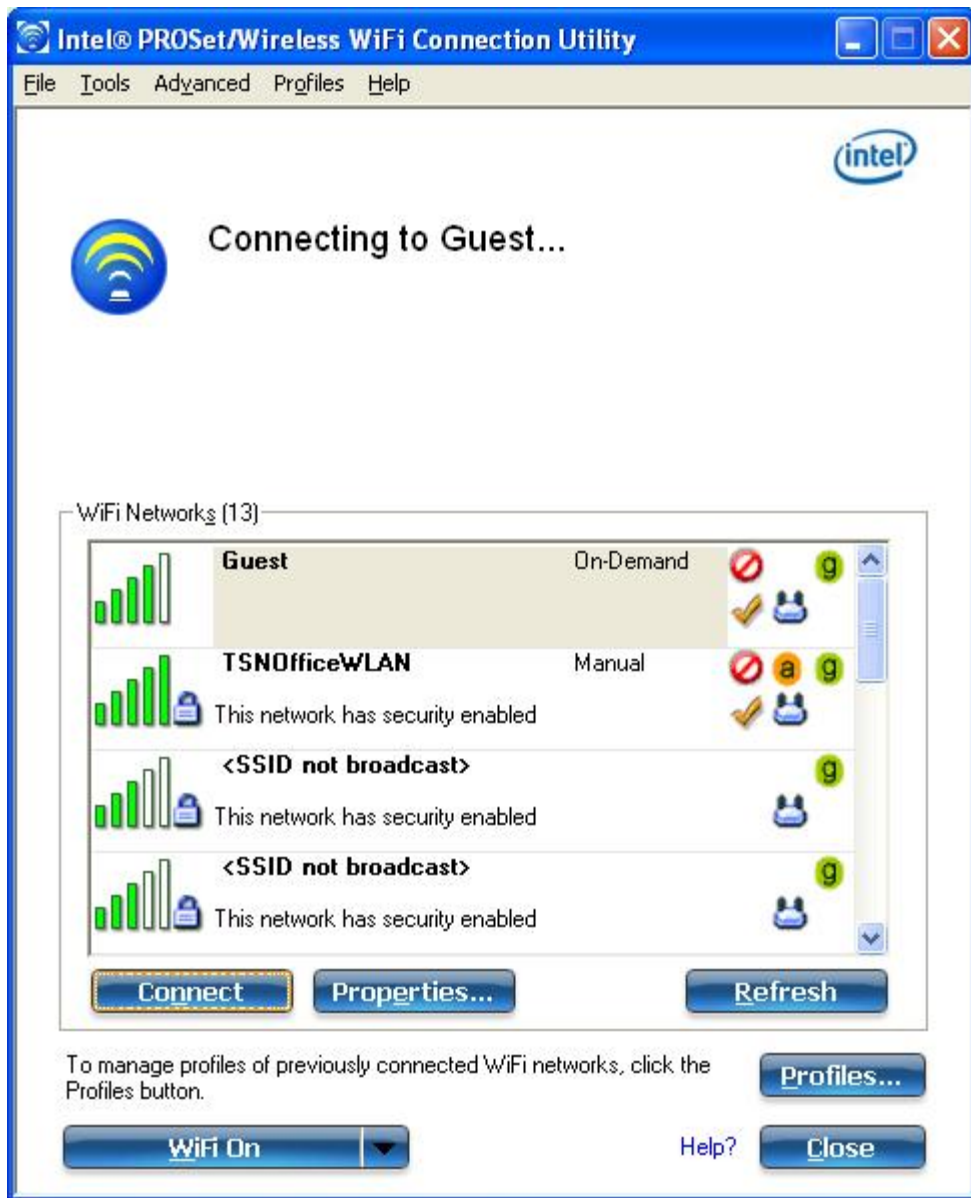 Intel® PROSet/Wireless WiFi Connection Utility
File Tools Advanced Profiles Help
intel
Connecting to Guest...
WiFi Networks (13)
Guest On-Demand
g
TSNOfficeWLAN Manual
a g
This network has security enabled
<SSID not broadcast>
g
This network has security enabled
<SSID not broadcast>
g
This network has security enabled
Connect Properties... Refresh
To manage profiles of previously connected WiFi networks, click the
Profiles button.
Profiles...
WiFi On Help? Close